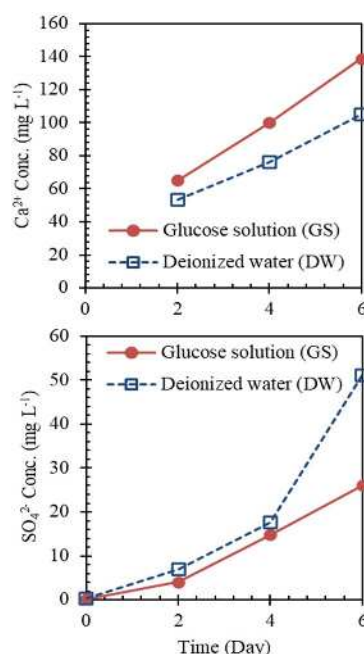 160
140
120
100
80
60
40
20
0
Ca²⁺ Conc. (mg L⁻¹)
Glucose solution (GS)
Deionized water (DW)
0 2 4 6
60
50
40
30
20
10
0
SO₄²⁻ Conc. (mg L⁻¹)
Glucose solution (GS)
Deionized water (DW)
0 2 4 6
Time (Day)